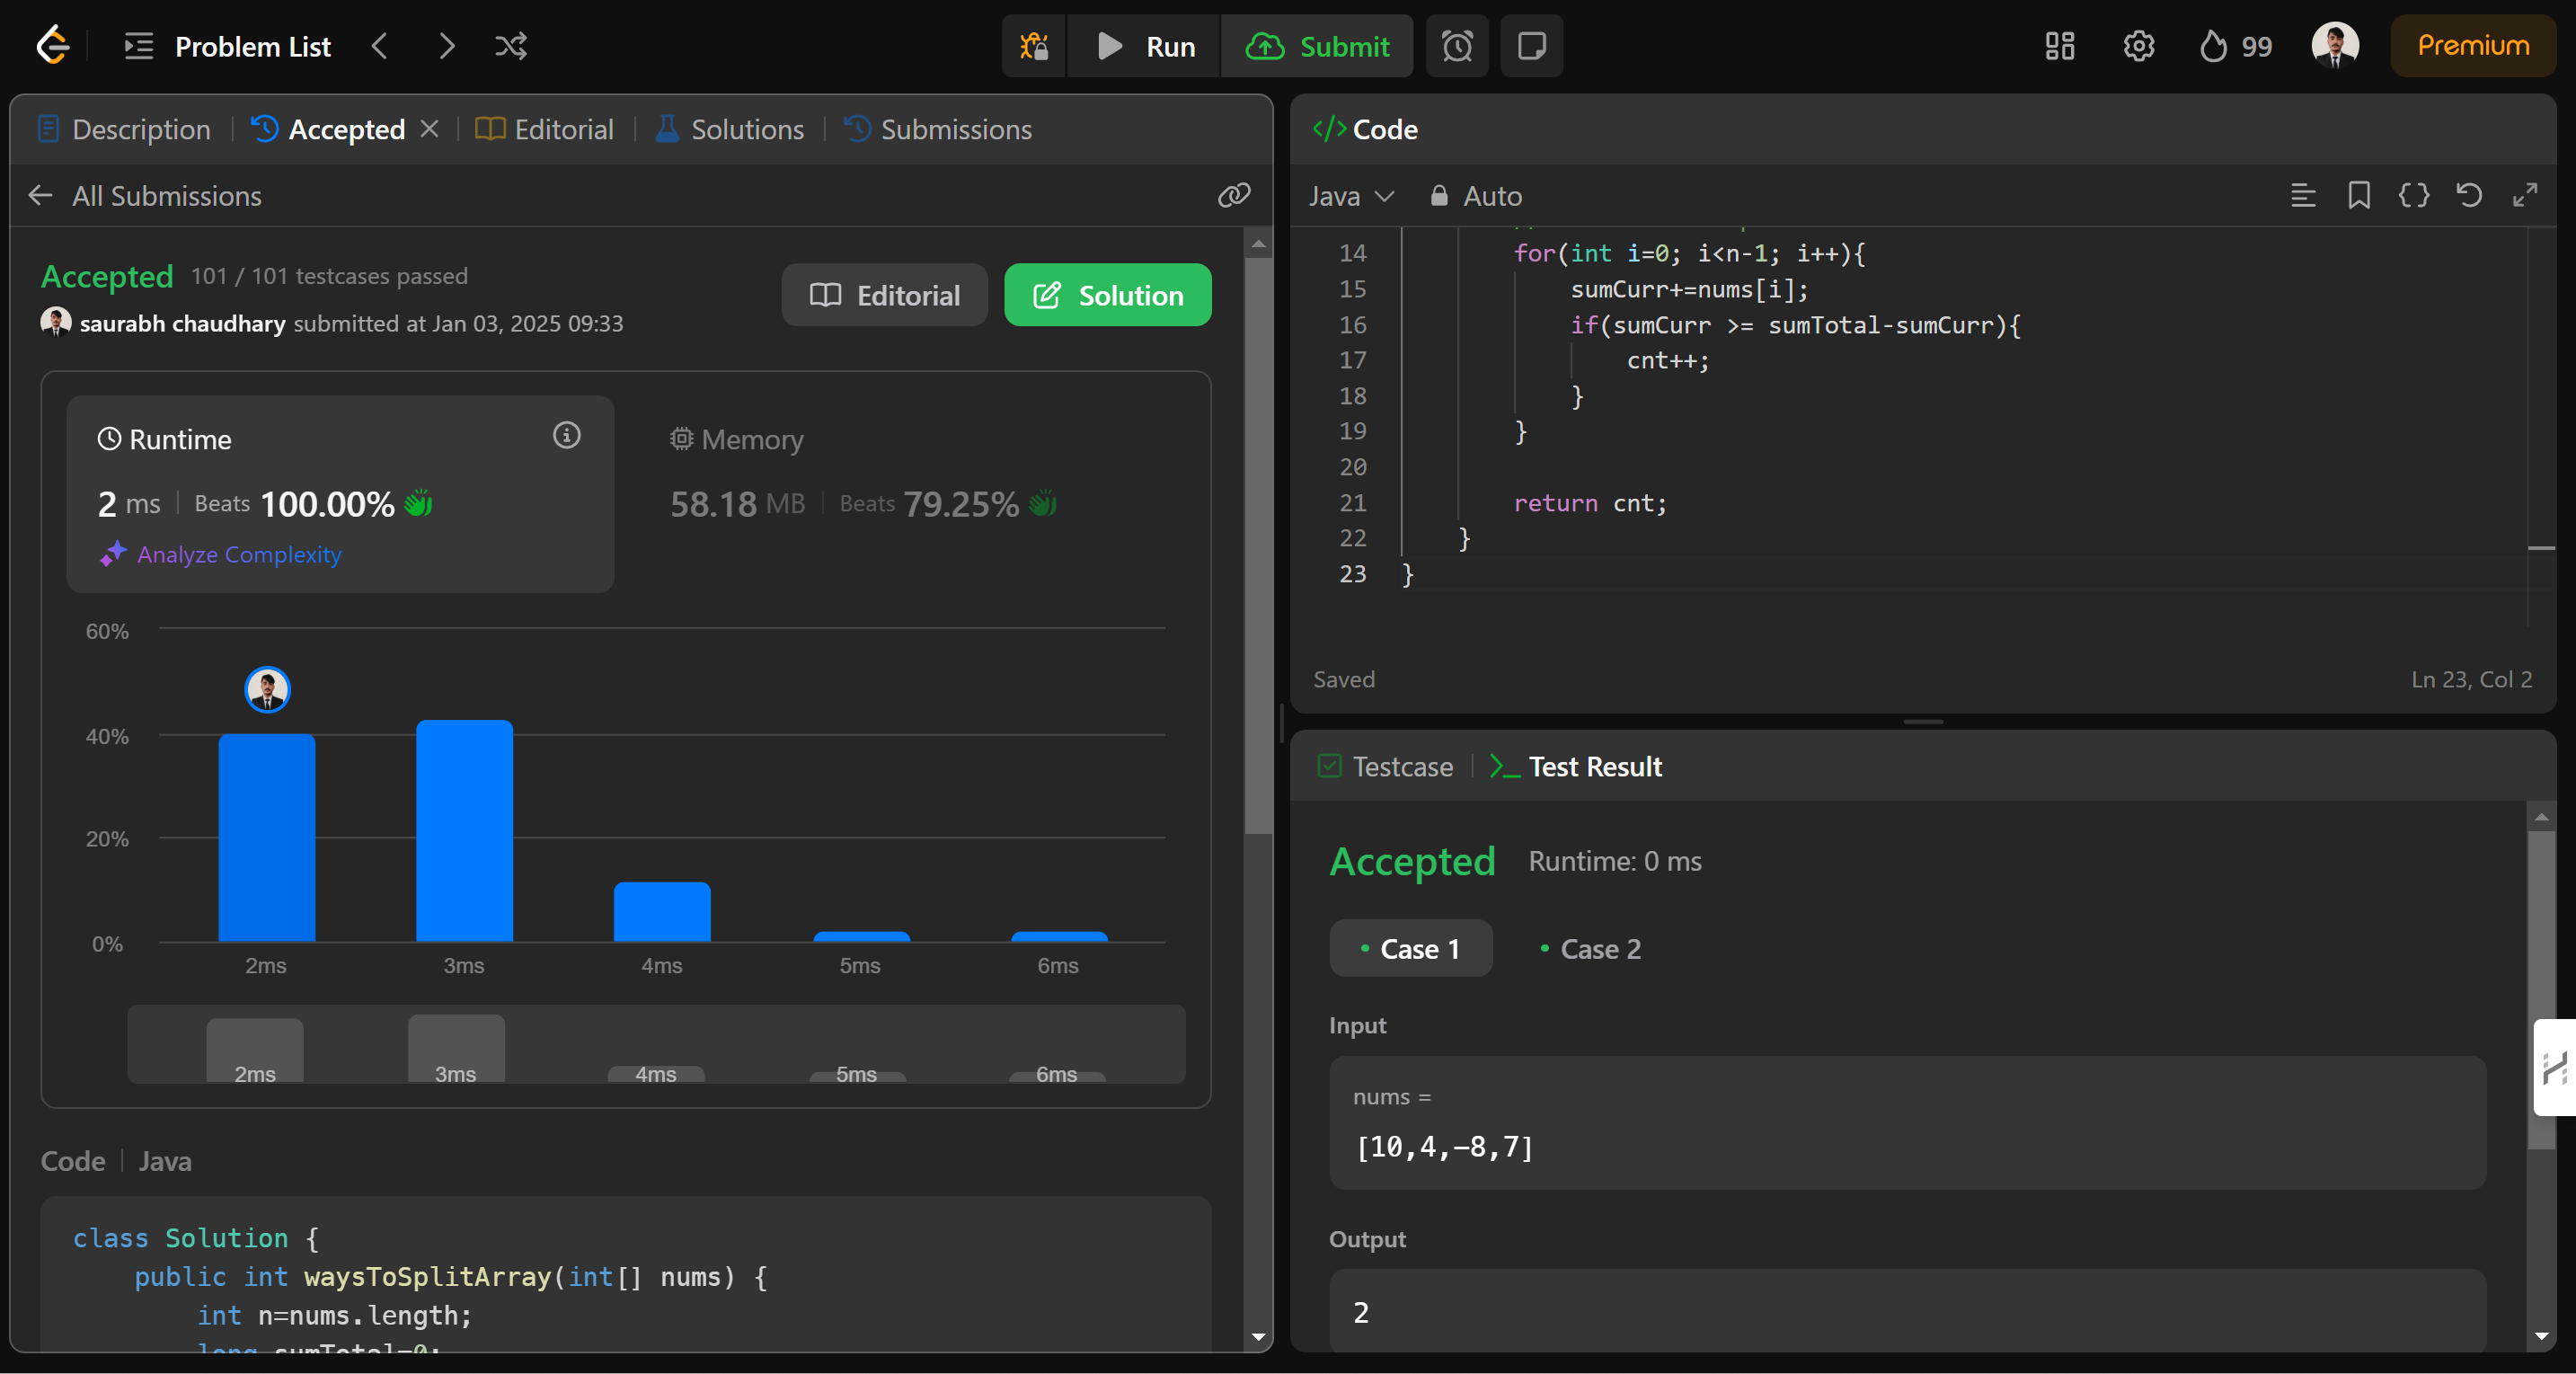 Problem List
Run
Submit
99
Premium
Description
Accepted
Editorial
Solutions
Submissions
All Submissions
Accepted 101 / 101 testcases passed
saurabh chaudhary submitted at Jan 03, 2025 09:33
Editorial
Solution
Runtime
2 ms Beats 100.00%
Analyze Complexity
Memory
58.18 MB Beats 79.25%
60%
40%
20%
0%
2ms 3ms 4ms 5ms 6ms
2ms 3ms 4ms 5ms 6ms
Code Java
class Solution {
public int waysToSplitArray(int[] nums) {
int n=nums.length;
long sumTotal=0;
</> Code
Java Auto
14 for(int i=0; i<n-1; i++){
15 sumCurr+=nums[i];
16 if(sumCurr >= sumTotal-sumCurr){
17 cnt++;
18 }
19 }
20
21 return cnt;
22 }
23 }
Saved
Ln 23, Col 2
Testcase
>_ Test Result
Accepted Runtime: 0 ms
• Case 1 • Case 2
Input
nums =
[10,4,-8,7]
Output
2